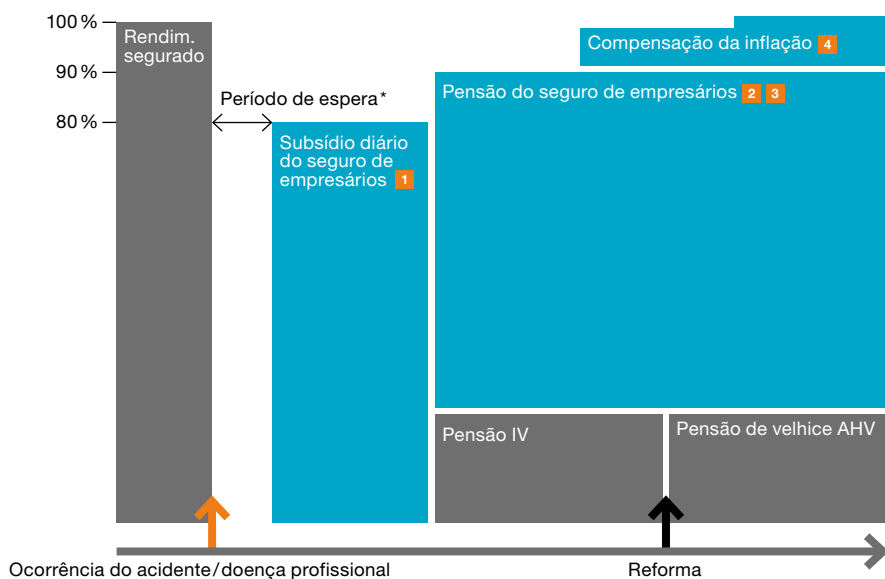 100 %
90 %
80 %
Rendim.
segurado
Período de espera*
Subsídio diário
do seguro de
empresários 1
Compensação da inflação 4
Pensão do seguro de empresários 2 3
Pensão IV
Pensão de velhice AHV
Ocorrência do acidente/doença profissional
Reforma